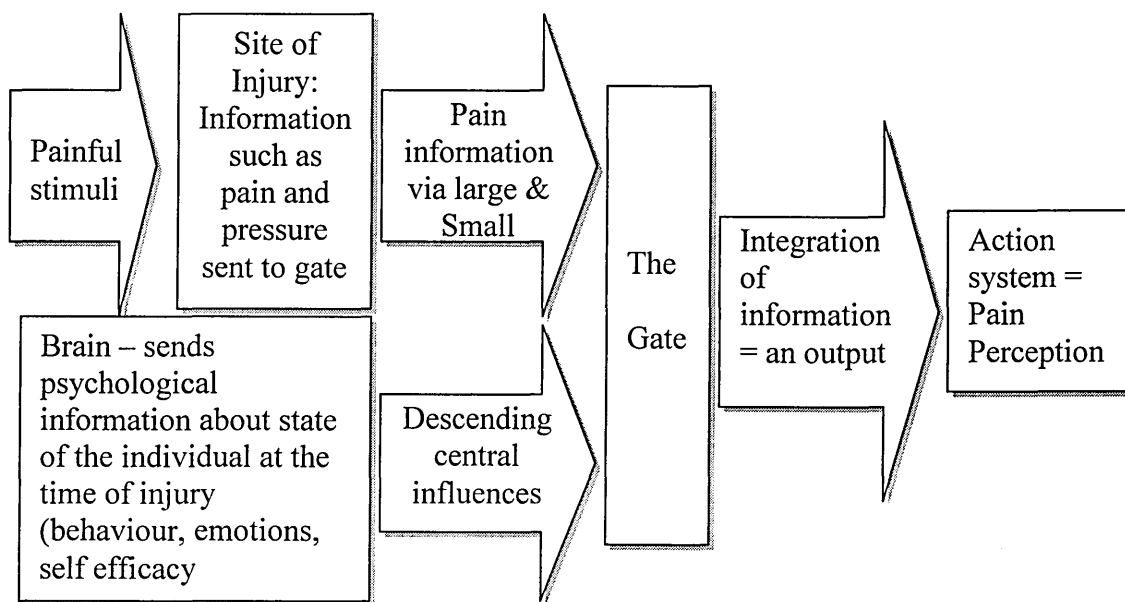 Painful
stimuli
Site of
Injury:
Information
such as
pain and
pressure
sent to gate
Pain
information
via large &
Small
Brain – sends
psychological
information about state
of the individual at the
time of injury
(behaviour, emotions,
self efficacy
Descending
central
influences
The
Gate
Integration
of
information
= an output
Action
system =
Pain
Perception